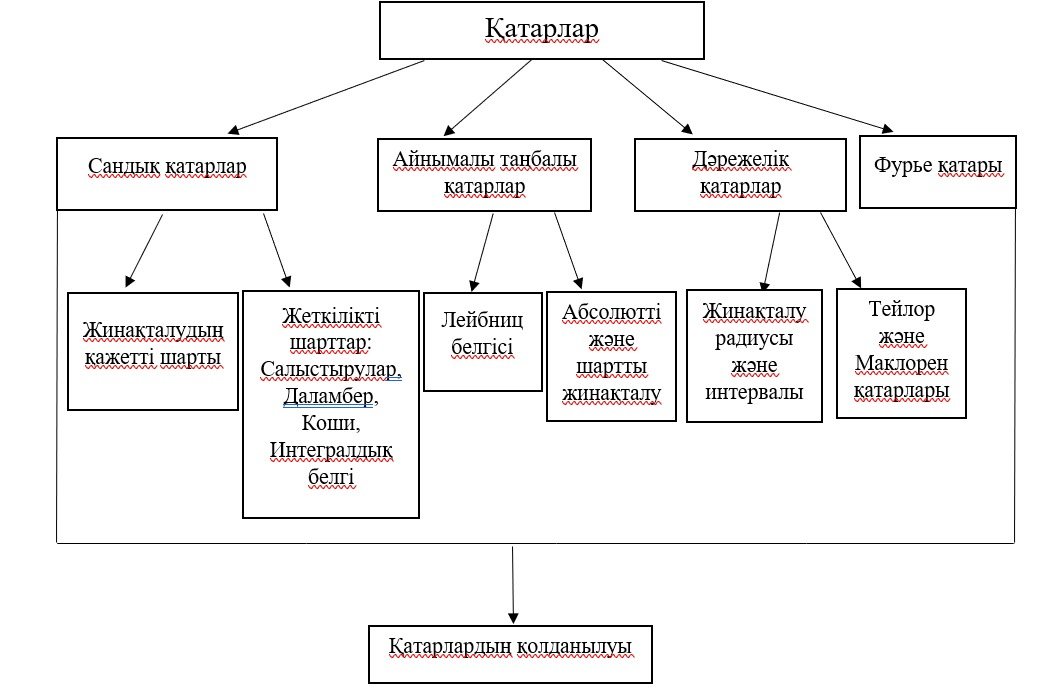 Қатарлар
Сандық қатарлар
Айнымалы таңбалы
қатарлар
Дәрежелік
қатарлар
Фурье қатары
Жинақталудың
қажетті шарты
Жеткілікті
шарттар:
Салыстырулар,
Даламбер,
Коши,
Интегралдық
белгі
Лейбниц
белгісі
Абсолютті
және
шартты
жинақталу
Жинақталу
радиусы
және
интервалы
Тейлор
және
Маклорен
қатарлары
Қатарлардың қолданылуы